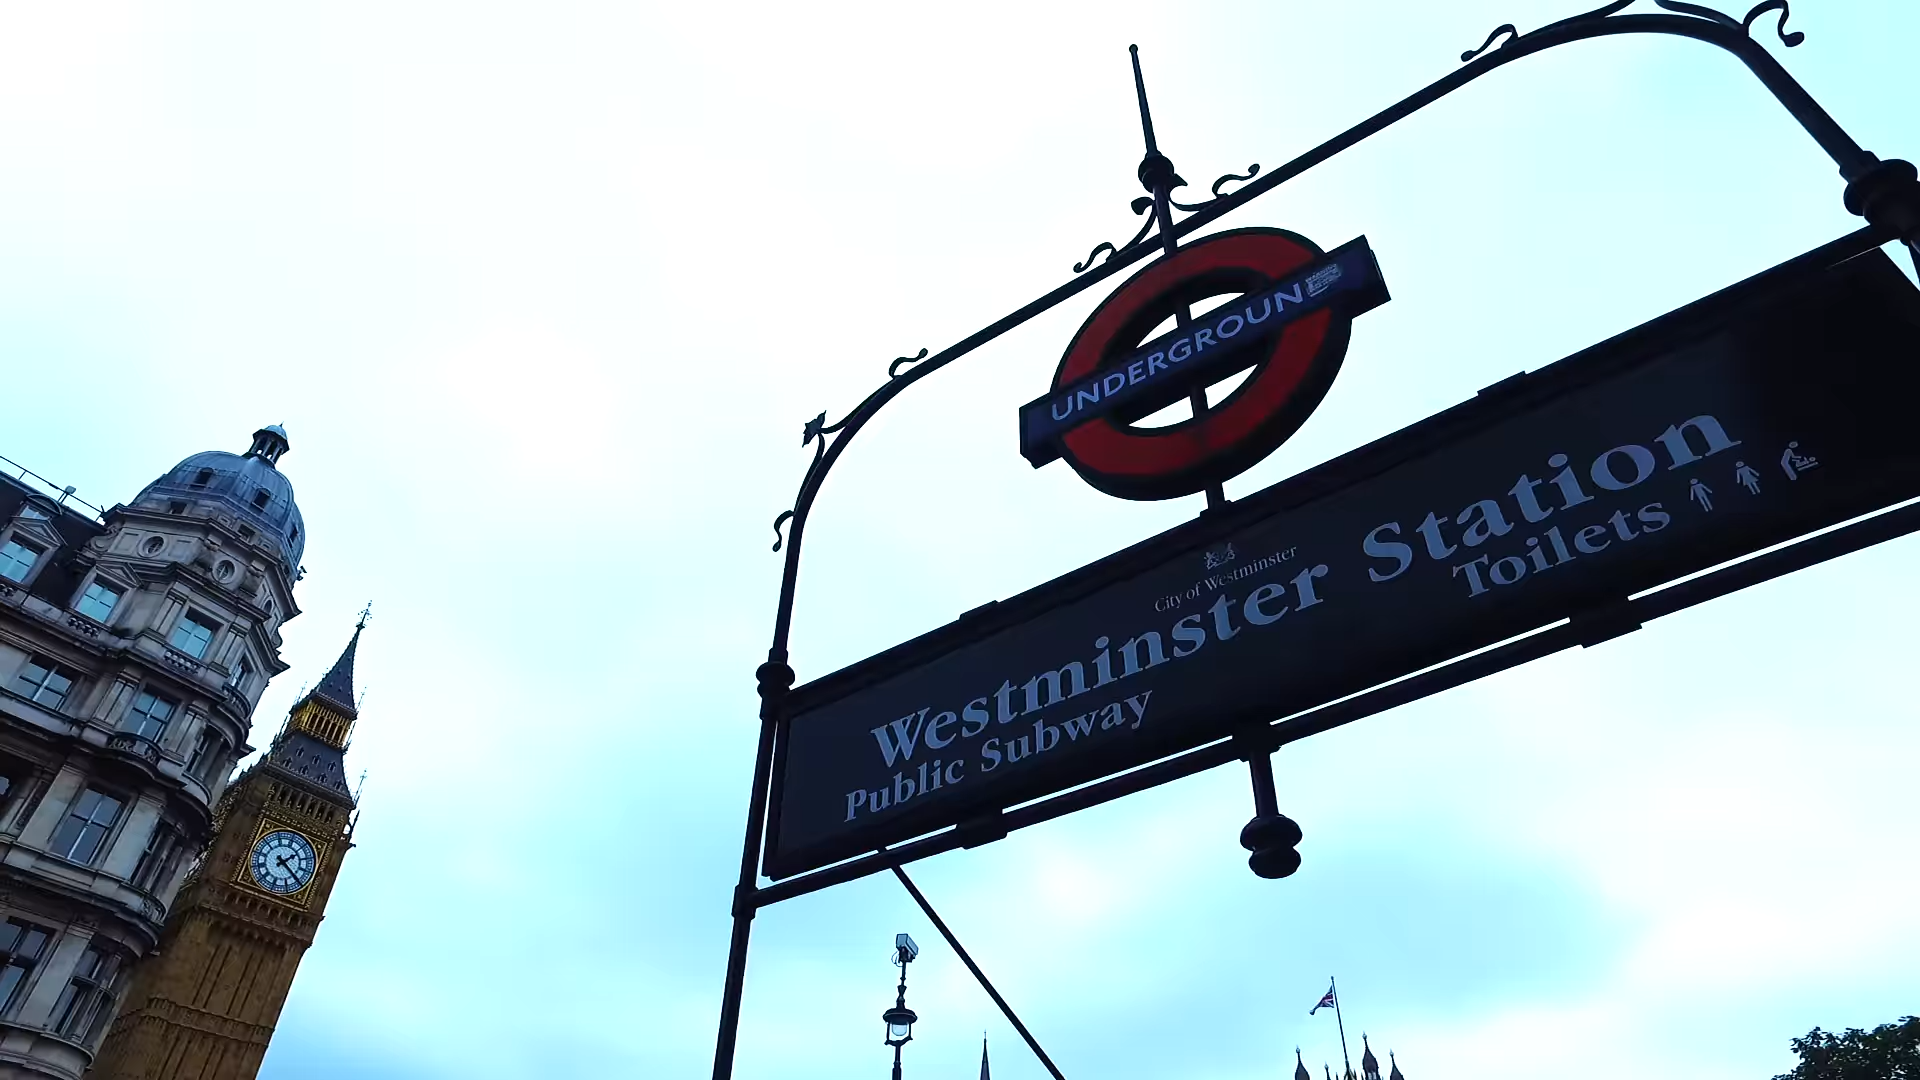 UNDERGROUN
City of Westminster
Westminster Station
Public Subway
Toilets